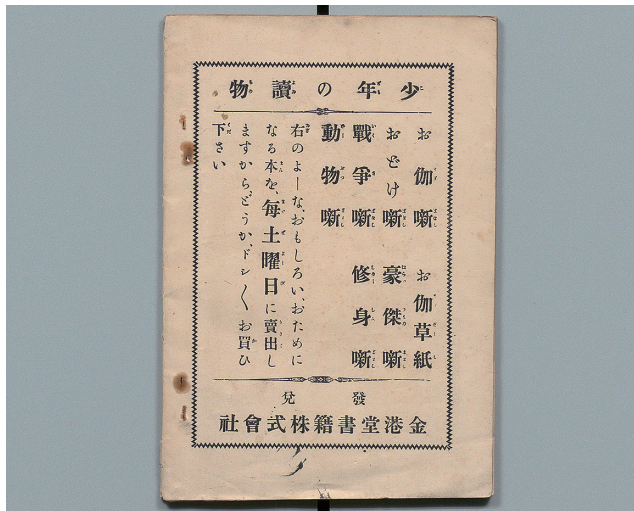 少年の讀物
お伽噺　お伽草紙
おどけ噺　豪傑噺
戰爭噺　修身噺
動物噺
右のよーな、おもしろい、おために
なる本を、每土曜日に賣出し
ますから、どうか、ドシ〱お買ひ
下さい
發兌
金港堂書籍株式會社